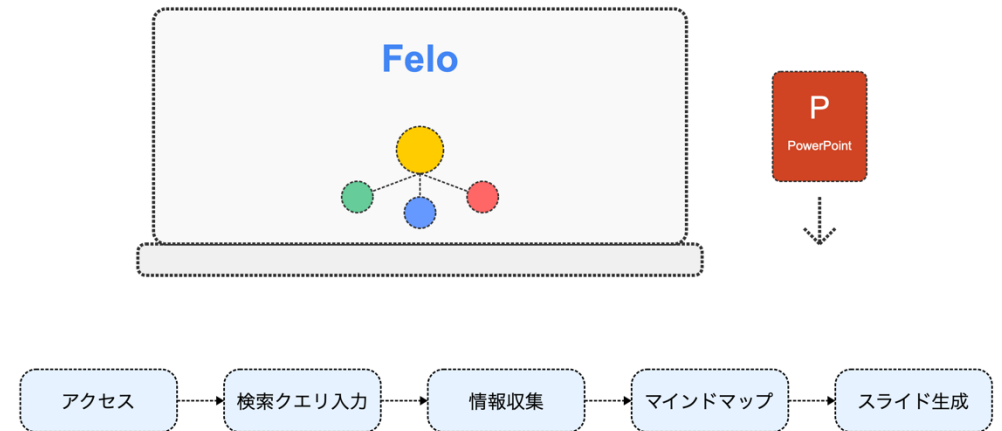 Felo
P
PowerPoint
アクセス
検索クエリ入力
情報収集
マインドマップ
スライド生成